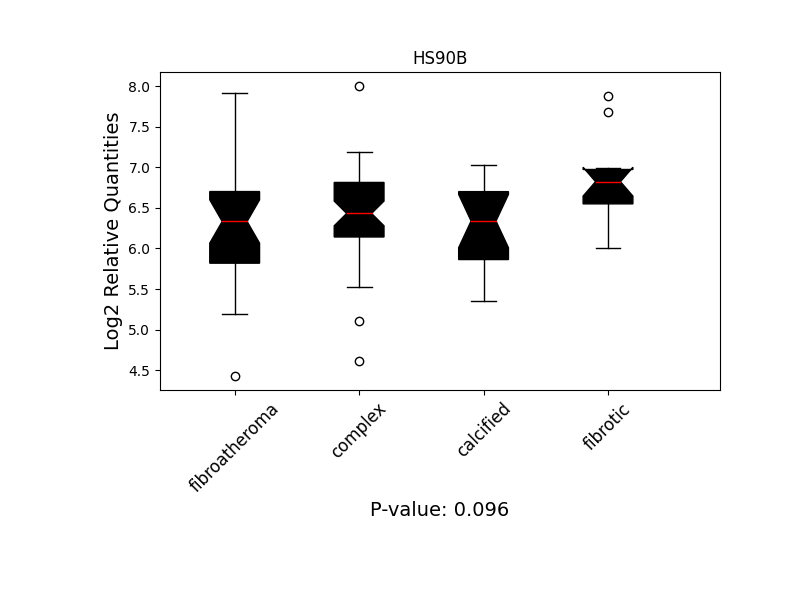 HS90B
Log2 Relative Quantities
8.0
7.5
7.0
6.5
6.0
5.5
5.0
4.5
fibroatheroma
complex
calcified
fibrotic
P-value: 0.096